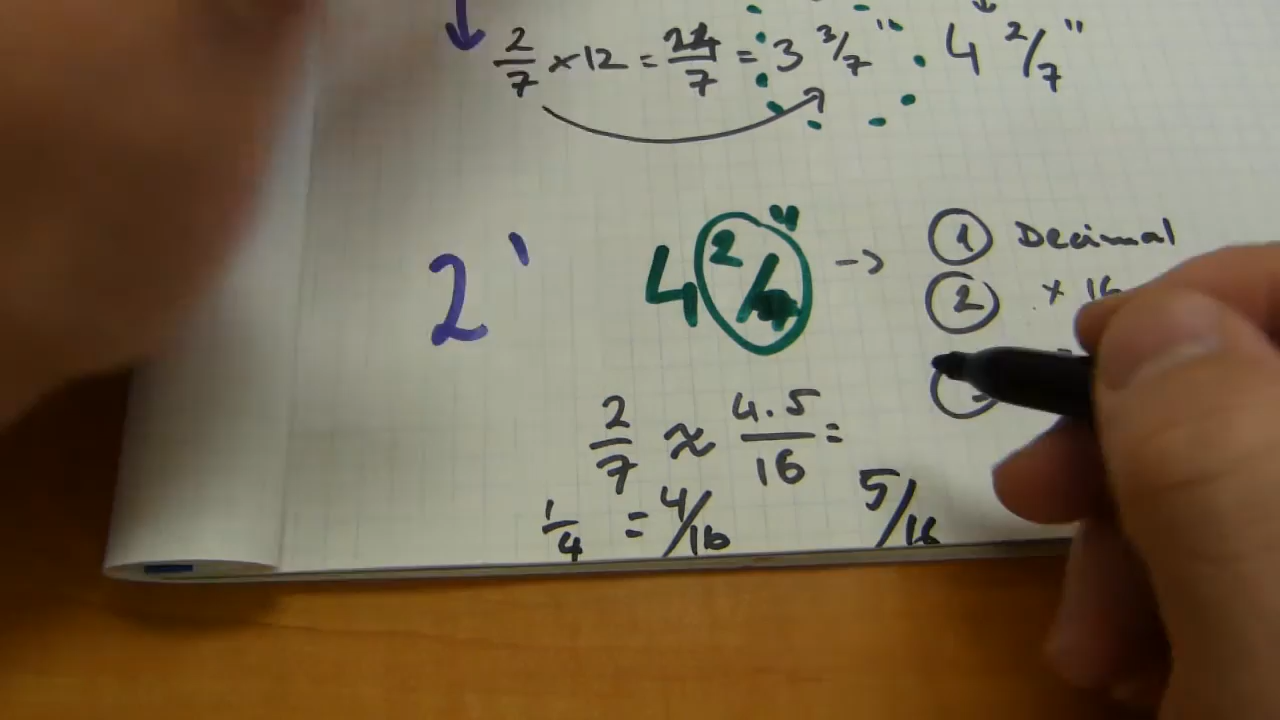 2/7 × 12 = 24/7 = 3 3/7" 4 2/7"
2' 4 2/4" → ① Decimal
② × 16
2/7 ≈ 4.5/16 =
1/4 = 4/16 5/16